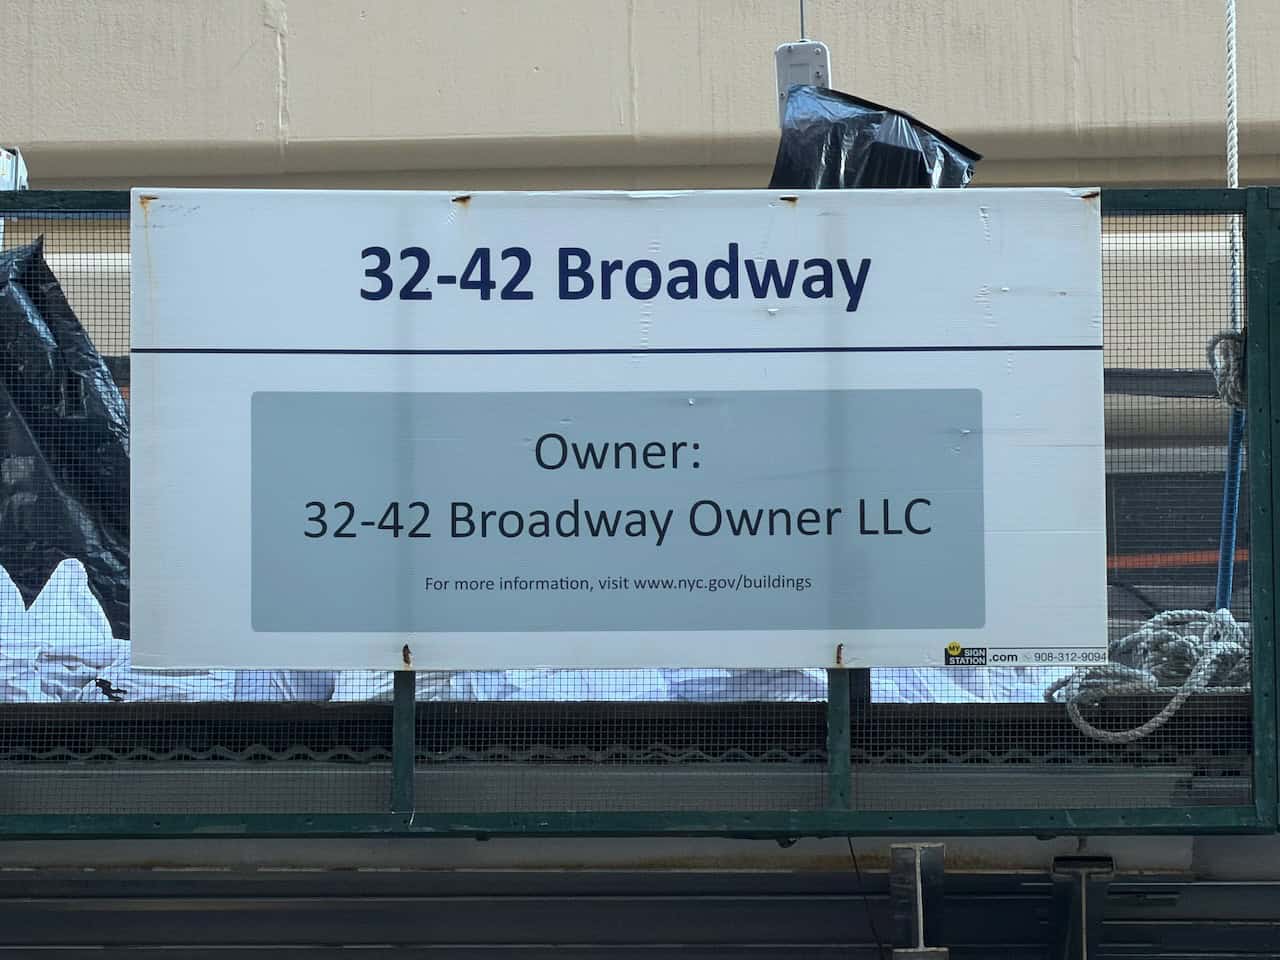 32-42 Broadway
Owner:
32-42 Broadway Owner LLC
For more information, visit www.nyc.gov/buildings
MY SIGN STATION .com 908-312-9094